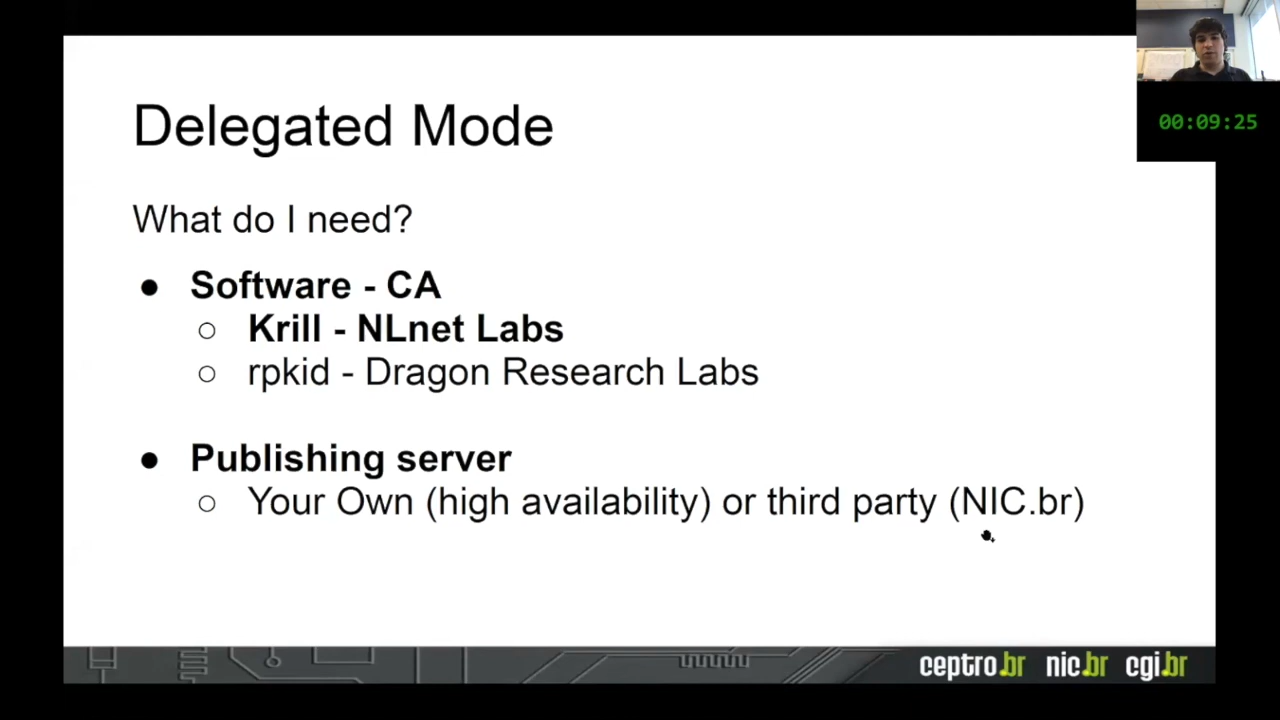 Delegated Mode
00:09:25
What do I need?
● Software - CA
○ Krill - NLnet Labs
○ rpkid - Dragon Research Labs
● Publishing server
○ Your Own (high availability) or third party (NIC.br)
ceptro.br nic.br cgi.br